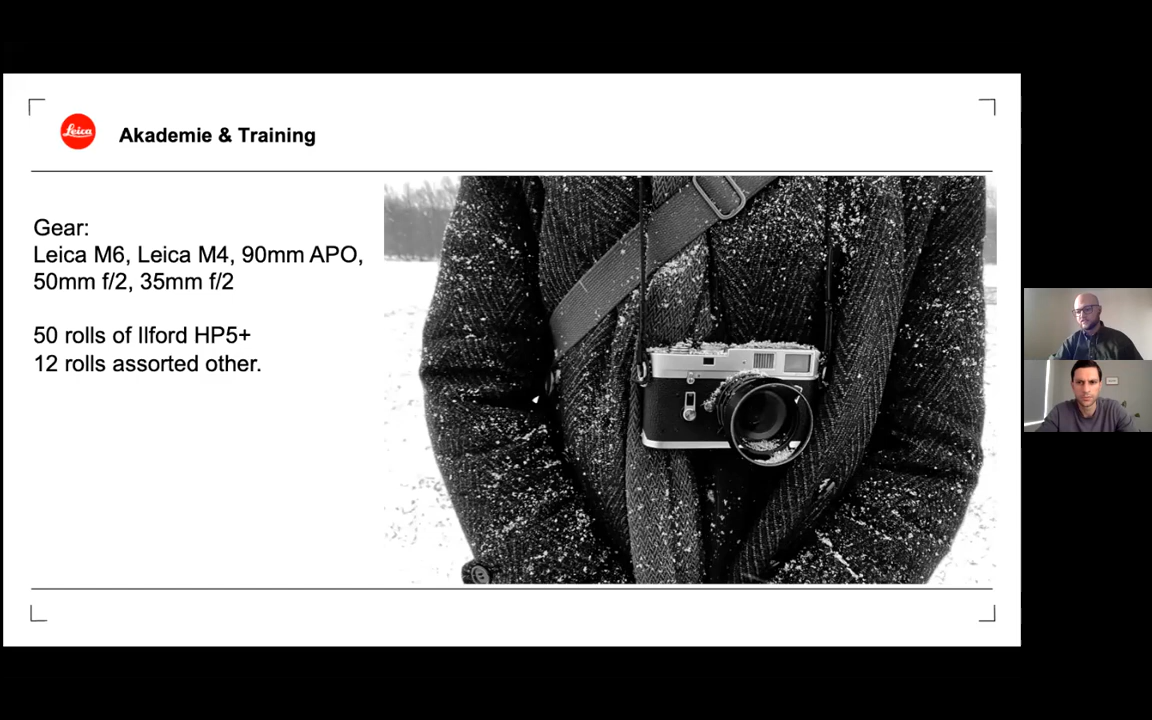 Leica
Akademie & Training
Gear:
Leica M6, Leica M4, 90mm APO,
50mm f/2, 35mm f/2
50 rolls of Ilford HP5+
12 rolls assorted other.